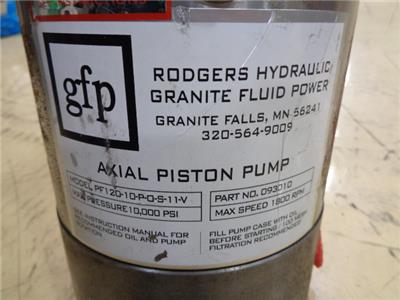 gfp
RODGERS HYDRAULIC
GRANITE FLUID POWER
GRANITE FALLS, MN 56241
320-564-9009
AXIAL PISTON PUMP
MODEL PF120-10-P-O-S-11-V
PRESSURE 10,000 PSI
PART NO. 093010
MAX SPEED 1800 RPM
SEE INSTRUCTION MANUAL FOR
RECOMMENDED OIL AND PUMP
FILL PUMP CASE WITH OIL
BEFORE STARTING
FILTRATION RECOMMENDED